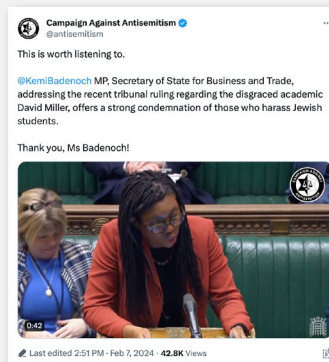 Campaign Against Antisemitism
@antisemitism
This is worth listening to.
@KemiBadenoch MP, Secretary of State for Business and Trade,
addressing the recent tribunal ruling regarding the disgraced academic
David Miller, offers a strong condemnation of those who harass Jewish
students.
Thank you, Ms Badenoch!
0:42
Last edited 2:51 PM · Feb 7, 2024 · 42.8K Views